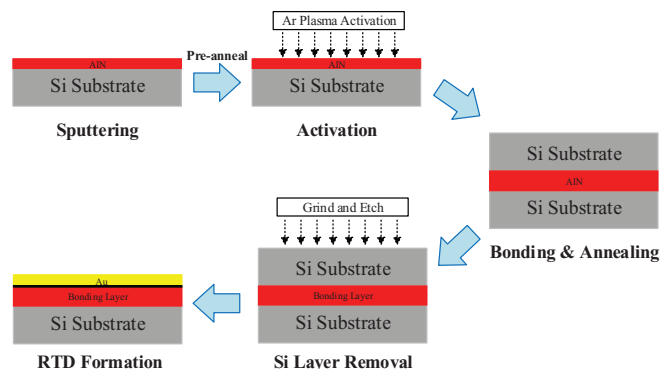 Ar Plasma Activation
Pre-anneal
AlN
Si Substrate
Sputtering
AlN
Si Substrate
Activation
Si Substrate
AlN
Si Substrate
Bonding & Annealing
Grind and Etch
Si Substrate
Bonding Layer
Si Substrate
Si Layer Removal
Au
Bonding Layer
Si Substrate
RTD Formation